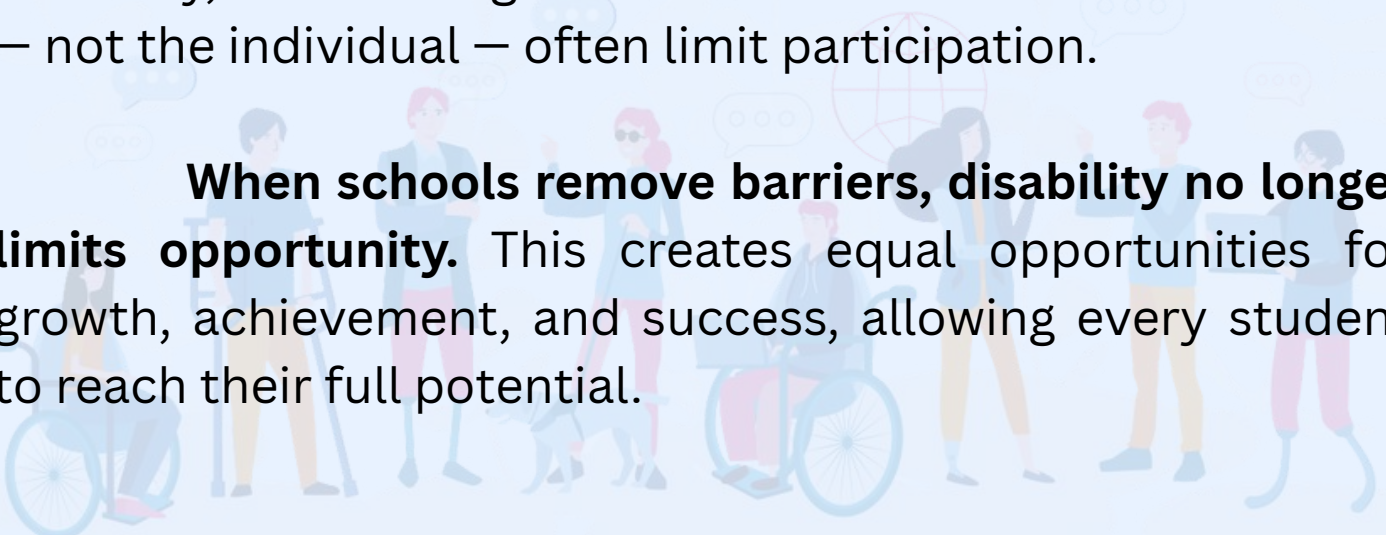 — not the individual — often limit participation.
When schools remove barriers, disability no longe
limits opportunity. This creates equal opportunities fo
growth, achievement, and success, allowing every studen
to reach their full potential.